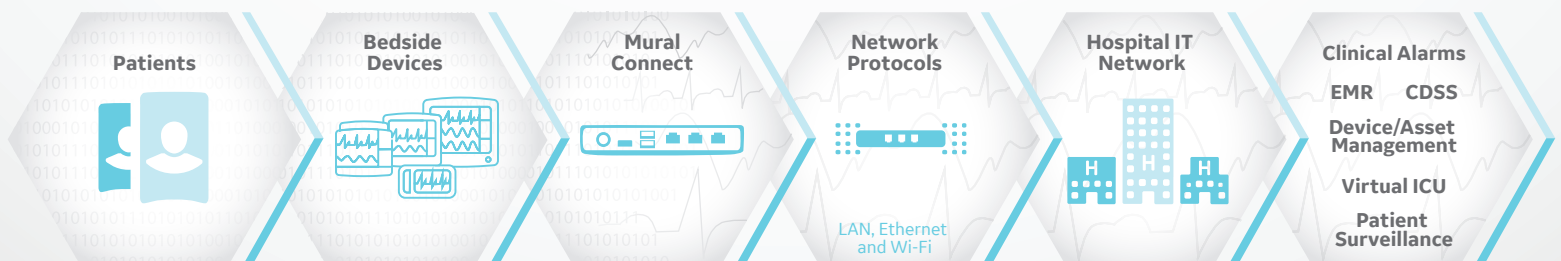 Patients
Bedside
Devices
Mural
Connect
Network
Protocols
LAN, Ethernet
and Wi-Fi
Hospital IT
Network
H
H
H
Clinical Alarms
EMR CDSS
Device/Asset
Management
Virtual ICU
Patient
Surveillance